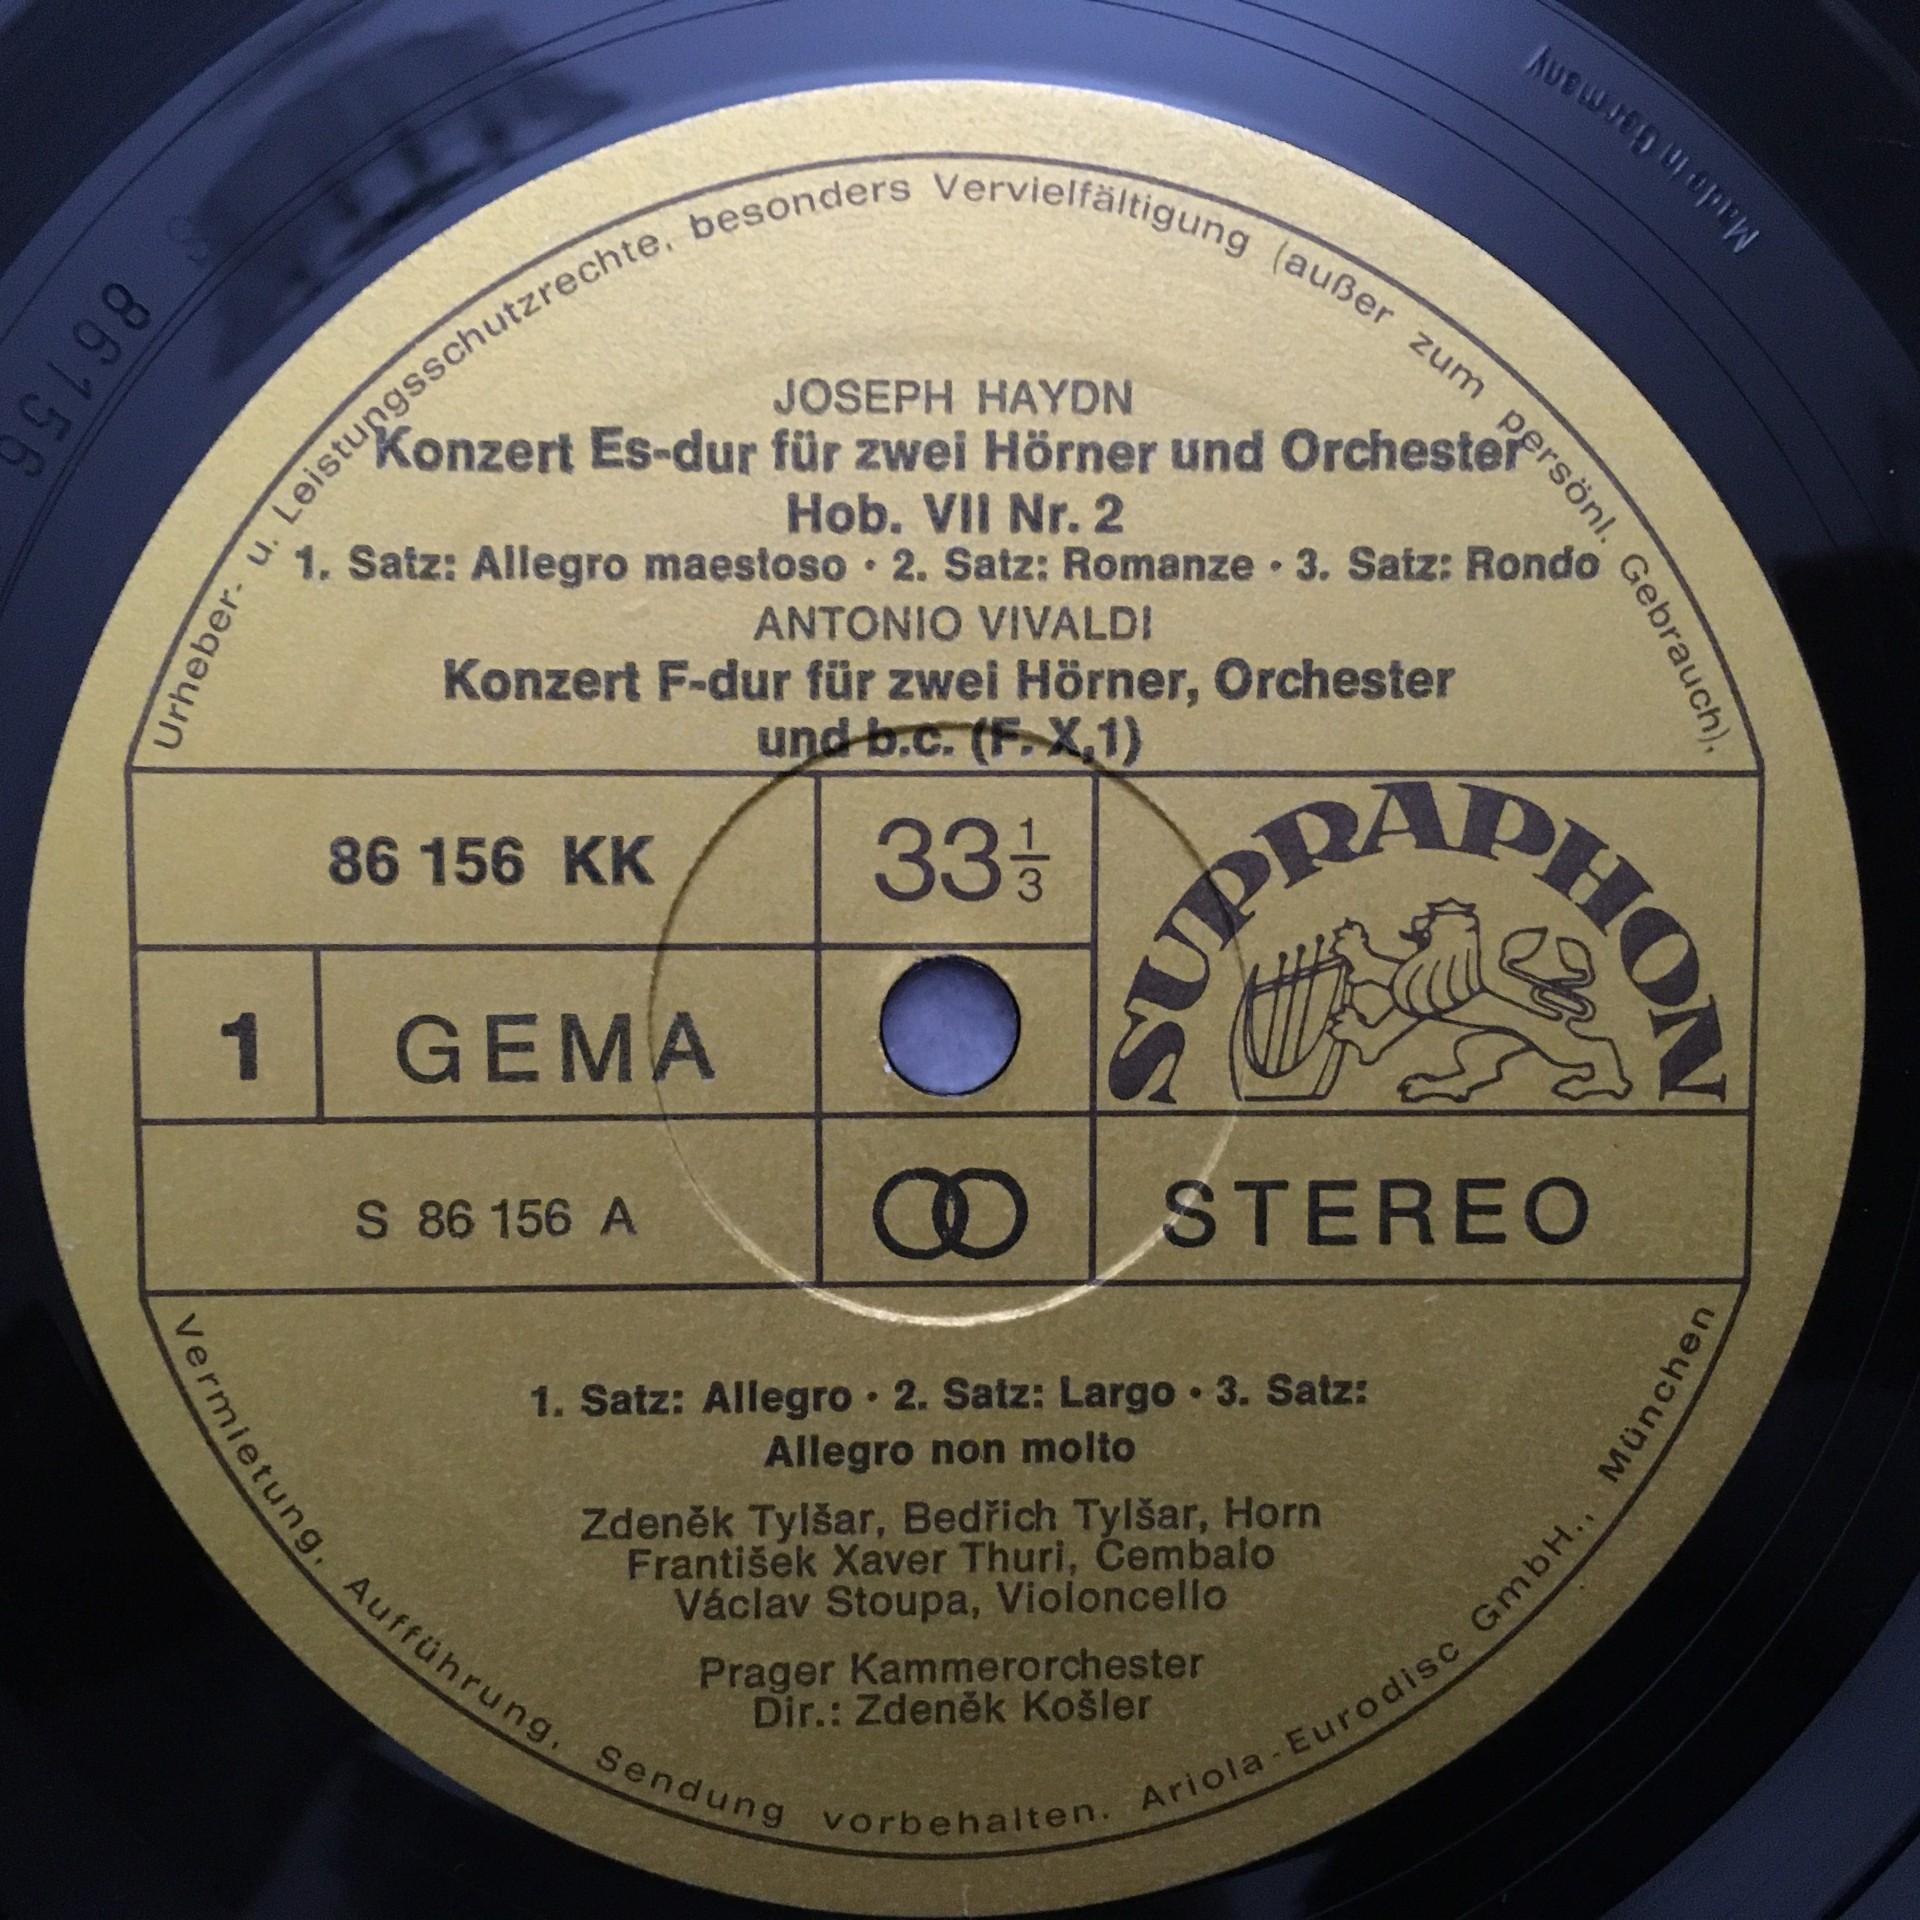 Made in Germany
86156
Urheber- u. Leistungsschutzrechte, besonders Vervielfältigung (außer zum persönl. Gebrauch),
JOSEPH HAYDN
Konzert Es-dur für zwei Hörner und Orchester
Hob. VII Nr. 2
1. Satz: Allegro maestoso · 2. Satz: Romanze · 3. Satz: Rondo
ANTONIO VIVALDI
Konzert F-dur für zwei Hörner, Orchester
und b.c. (F. X,1)
86 156 KK
33 1/3
SUPRAPHON
1
GEMA
S 86 156 A
STEREO
1. Satz: Allegro · 2. Satz: Largo · 3. Satz:
Allegro non molto
Zdeněk Tylšar, Bedřich Tylšar, Horn
František Xaver Thuri, Cembalo
Václav Stoupa, Violoncello
Prager Kammerorchester
Dir.: Zdeněk Košler
Vermietung, Aufführung, Sendung vorbehalten. Ariola-Eurodisc GmbH., München